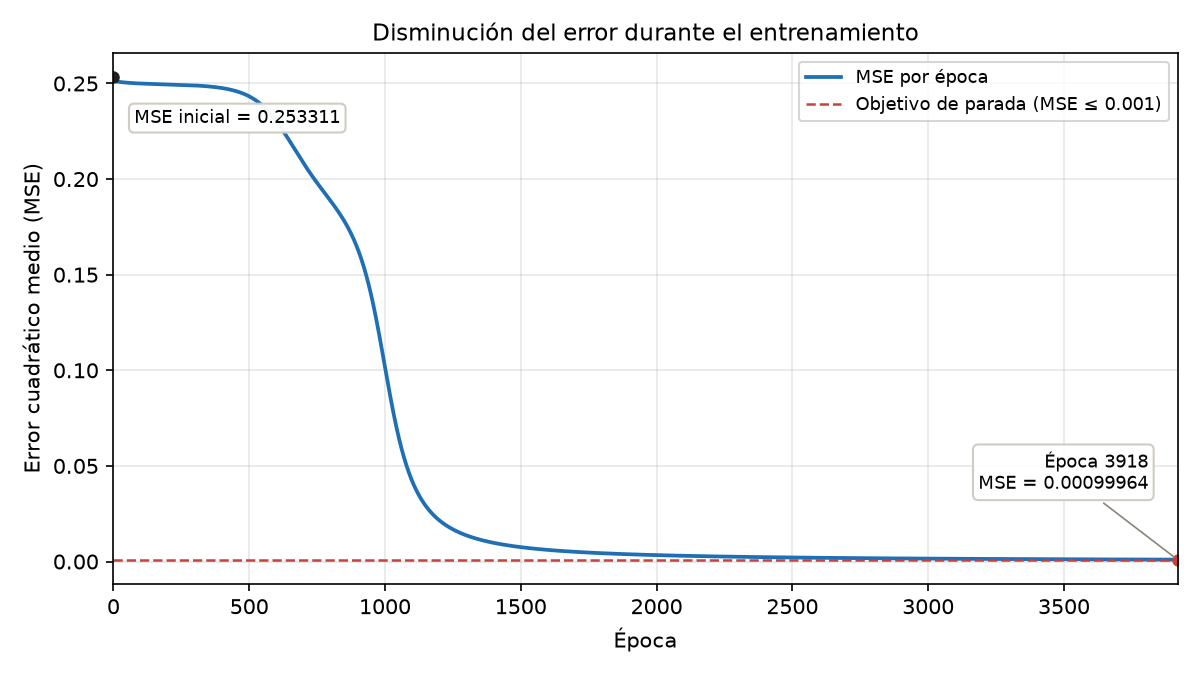 Disminución del error durante el entrenamiento
Error cuadrático medio (MSE)
0.25
0.20
0.15
0.10
0.05
0.00
MSE inicial = 0.253311
MSE por época
Objetivo de parada (MSE ≤ 0.001)
Época 3918
MSE = 0.00099964
0 500 1000 1500 2000 2500 3000 3500
Época